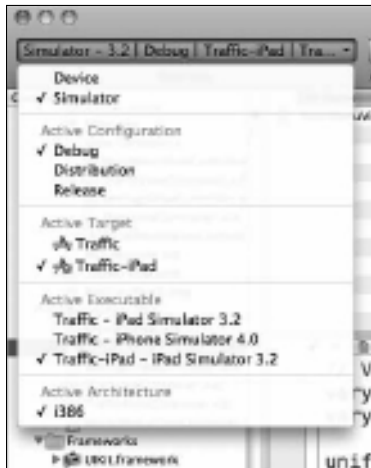 Simulator - 3.2 | Debug | Traffic-iPad | Tra...
Device
✓ Simulator
Active Configuration
✓ Debug
Distribution
Release
Active Target
Traffic
✓ Traffic-iPad
Active Executable
Traffic - iPad Simulator 3.2
Traffic - iPhone Simulator 4.0
✓ Traffic-iPad - iPad Simulator 3.2
Active Architecture
✓ i386
Frameworks
UIKit.framework
unif